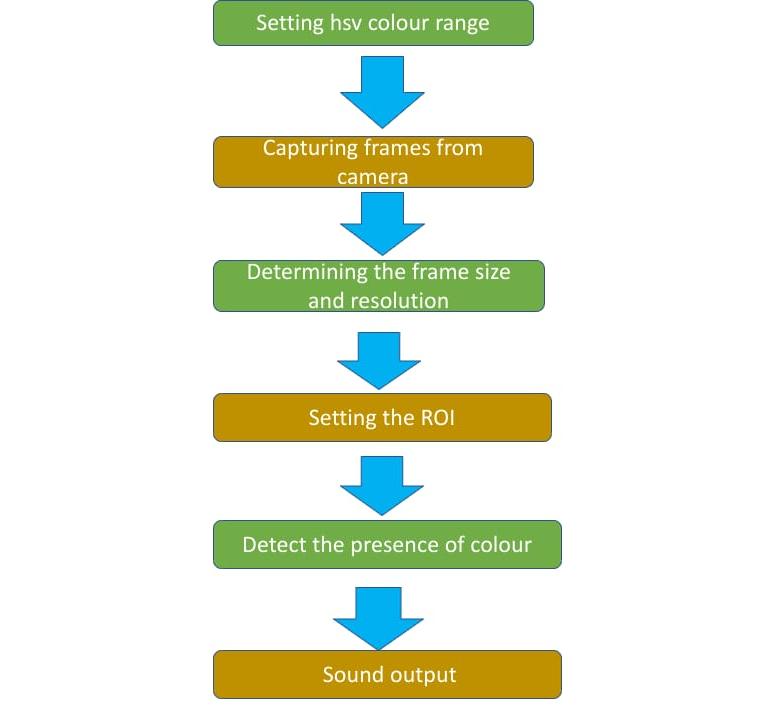 Setting hsv colour range
Capturing frames from
camera
Determining the frame size
and resolution
Setting the ROI
Detect the presence of colour
Sound output